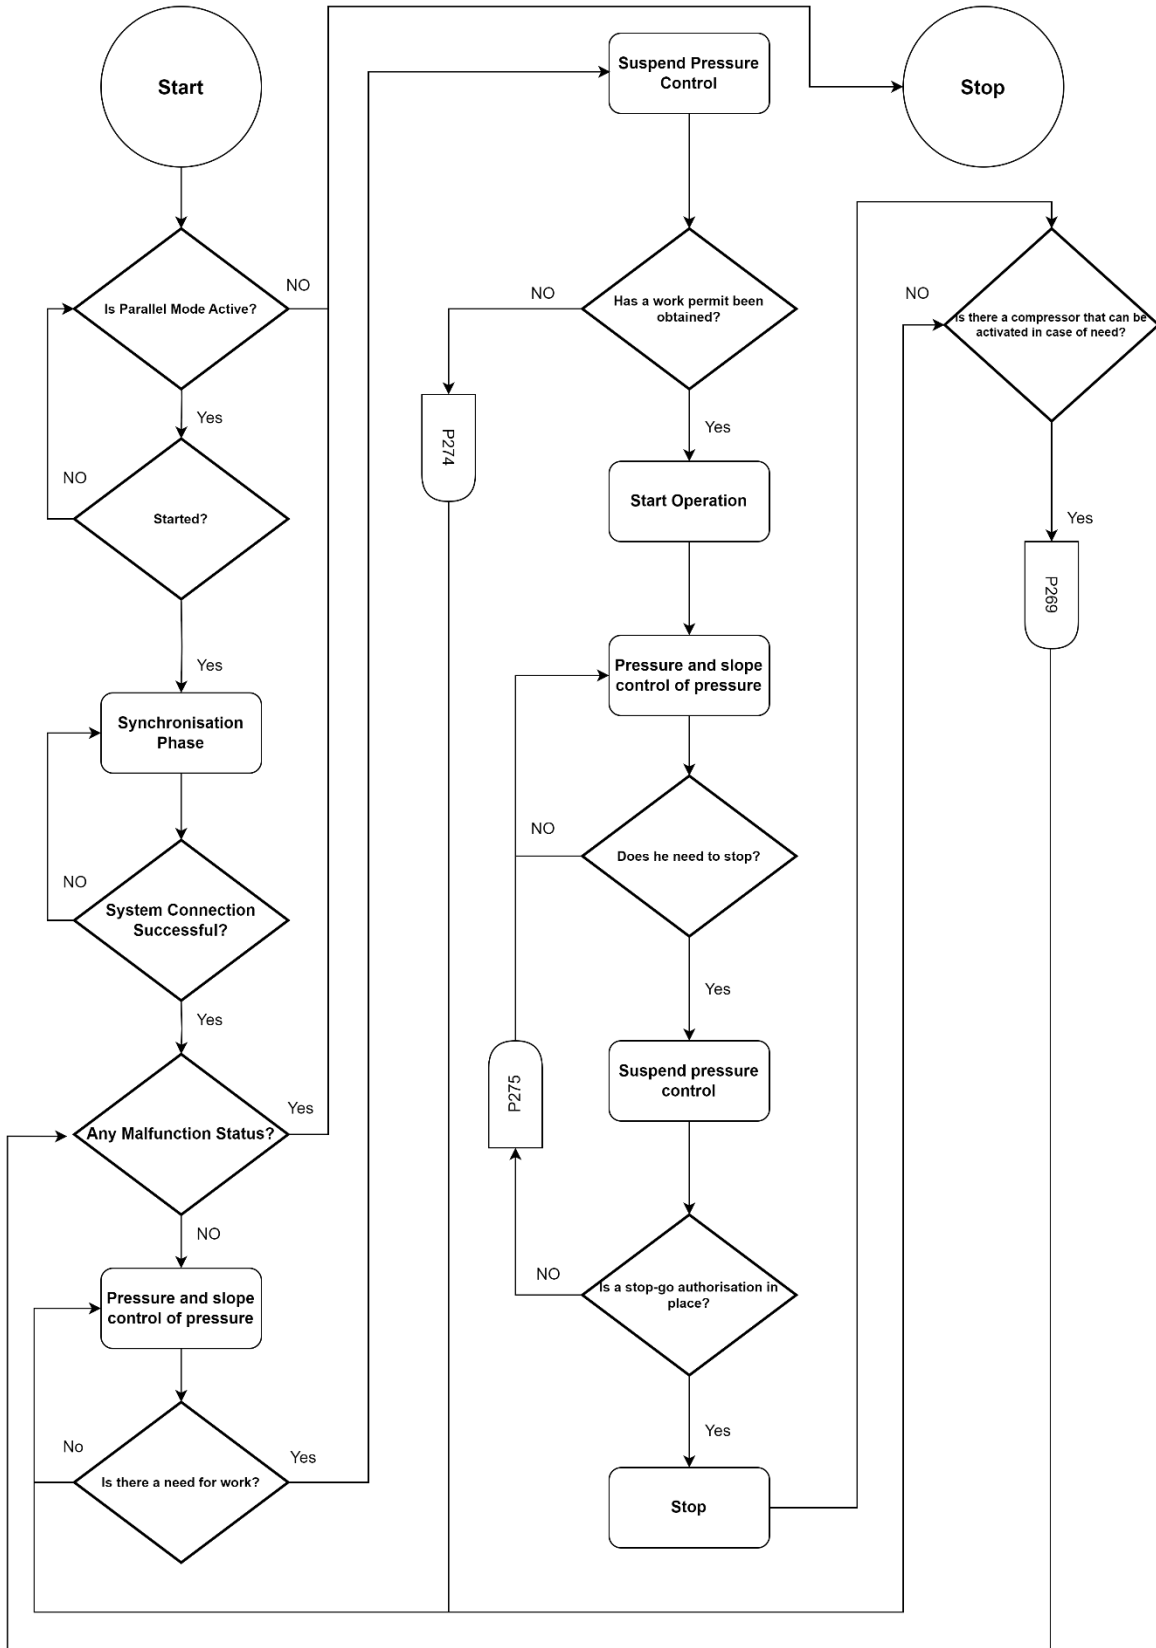 Start
Is Parallel Mode Active?
NO
Yes
Started?
NO
Yes
Synchronisation
Phase
System Connection
Successful?
NO
Yes
Any Malfunction Status?
Yes
NO
Pressure and slope
control of pressure
Is there a need for work?
No
Yes
Suspend Pressure
Control
Has a work permit been
obtained?
NO
P274
Yes
Start Operation
Pressure and slope
control of pressure
Does he need to stop?
NO
Yes
Suspend pressure
control
P275
Is a stop-go authorisation in
place?
NO
Yes
Stop
Stop
Is there a compressor that can be
activated in case of need?
NO
Yes
P269